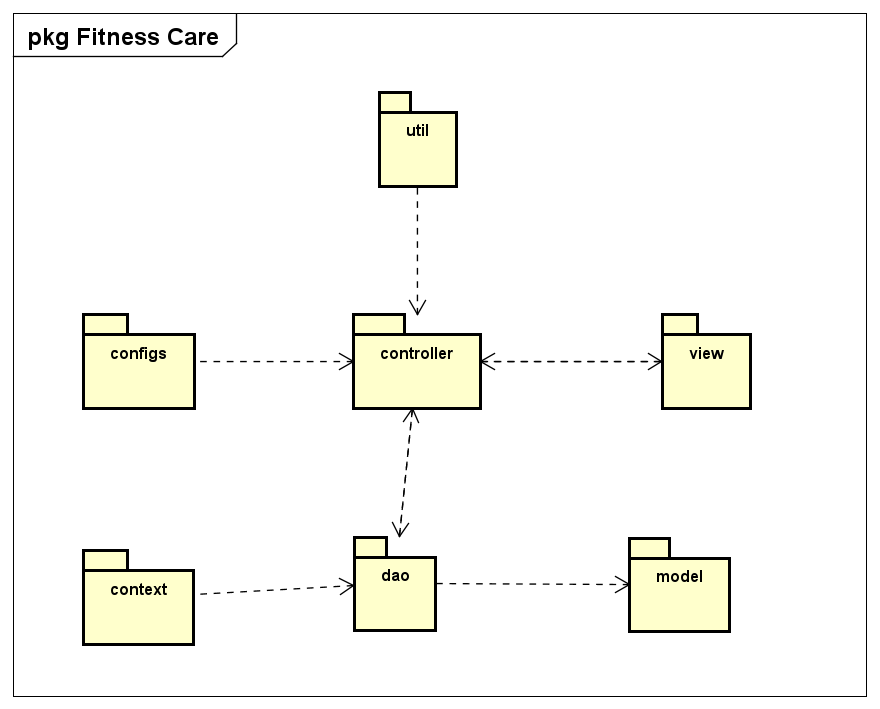 pkg Fitness Care
util
configs
controller
view
context
dao
model